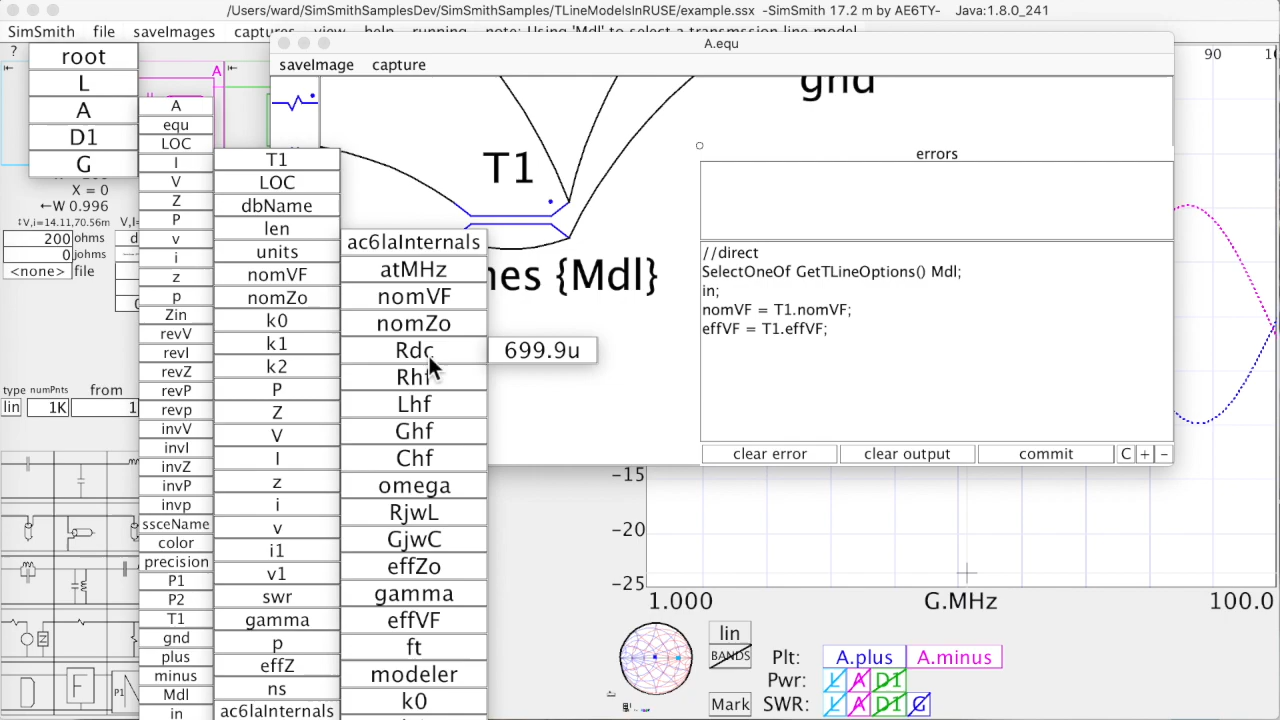 /Users/ward/SimSmithSamplesDev/SimSmithSamples/TLineModelsInRUSE/example.ssx -SimSmith 17.2 m by AE6TY- Java:1.8.0_241
SimSmith file saveImages
?
root
L
A
D1
G
A
X = 0
←W 0.996
↕V,i=14.11,70.56m
200 ohms
0 johms
<none> file
type numPnts from
lin 1K 1
A
equ
LOC
I
V
Z
P
v
i
z
p
Zin
revV
revI
revZ
revP
revp
invV
invI
invZ
invP
invp
ssceName
color
precision
P1
P2
T1
gnd
plus
minus
Mdl
in
T1
LOC
dbName
len
units
nomVF
nomZo
k0
k1
k2
P
Z
V
I
z
i
v
i1
v1
swr
gamma
p
effZ
ns
ac6laInternals
ac6laInternals
atMHz
nomVF
nomZo
Rdc
Rhf
Lhf
Ghf
Chf
omega
RjwL
GjwC
effZo
gamma
effVF
ft
modeler
k0
699.9u
A.equ
saveImage capture
gnd
T1
nes {Mdl}
errors
//direct
SelectOneOf GetTLineOptions() Mdl;
in;
nomVF = T1.nomVF;
effVF = T1.effVF;
clear error clear output commit C + -
90
-15
-20
-25
1.000 G.MHz 100.0
lin
BANDS
Mark
Plt: A.plus A.minus
Pwr: L A D1
SWR: L A D1 G